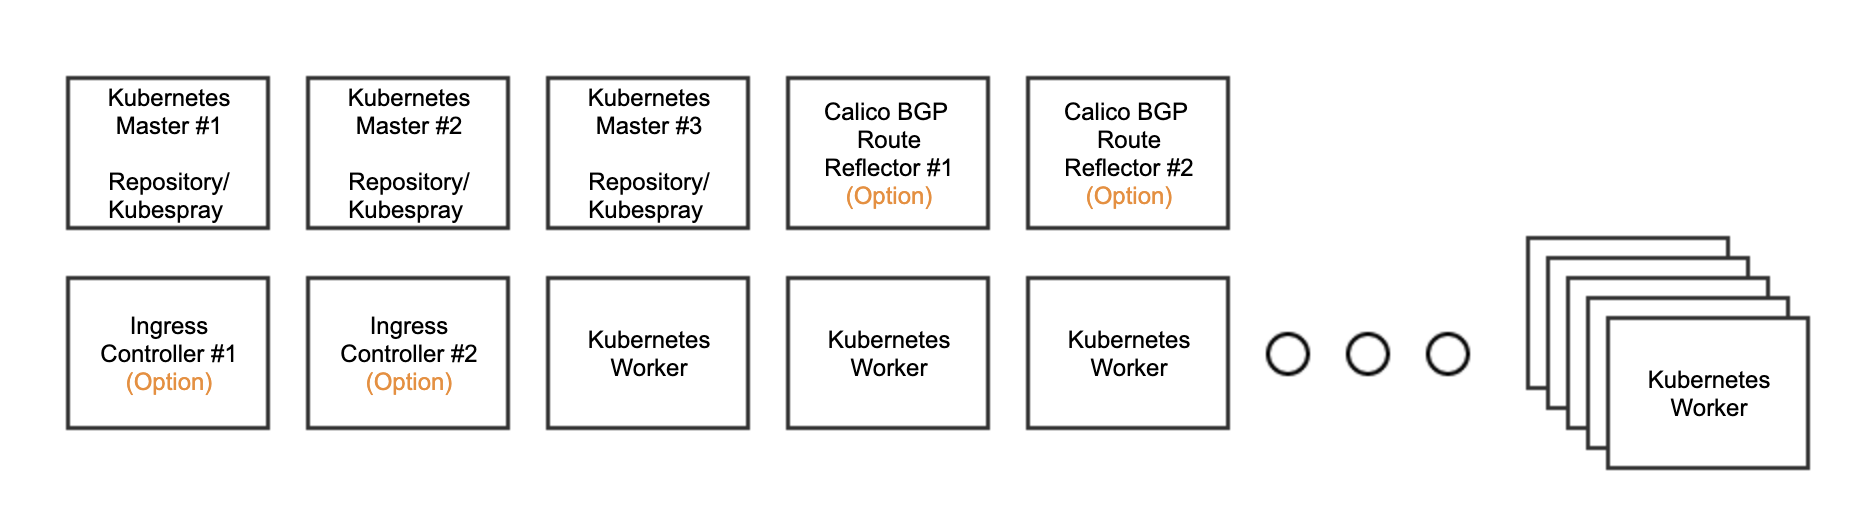 Kubernetes
Master #1
Repository/
Kubespray
Kubernetes
Master #2
Repository/
Kubespray
Kubernetes
Master #3
Repository/
Kubespray
Calico BGP
Route
Reflector #1
(Option)
Calico BGP
Route
Reflector #2
(Option)
Ingress
Controller #1
(Option)
Ingress
Controller #2
(Option)
Kubernetes
Worker
Kubernetes
Worker
Kubernetes
Worker
Kubernetes
Worker